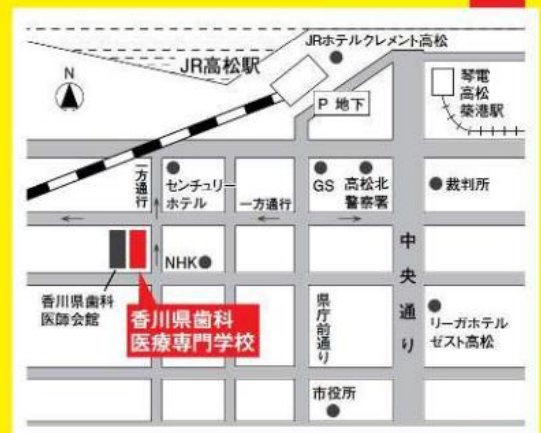 JRホテルクレメント高松
JR高松駅
N
P 地下
琴電
高松
築港駅
一方通行
センチュリー
ホテル
一方通行
GS
高松北
警察署
裁判所
NHK
中央通り
香川県歯科
医師会館
香川県歯科
医療専門学校
県庁前通り
リーガホテル
ゼスト高松
市役所